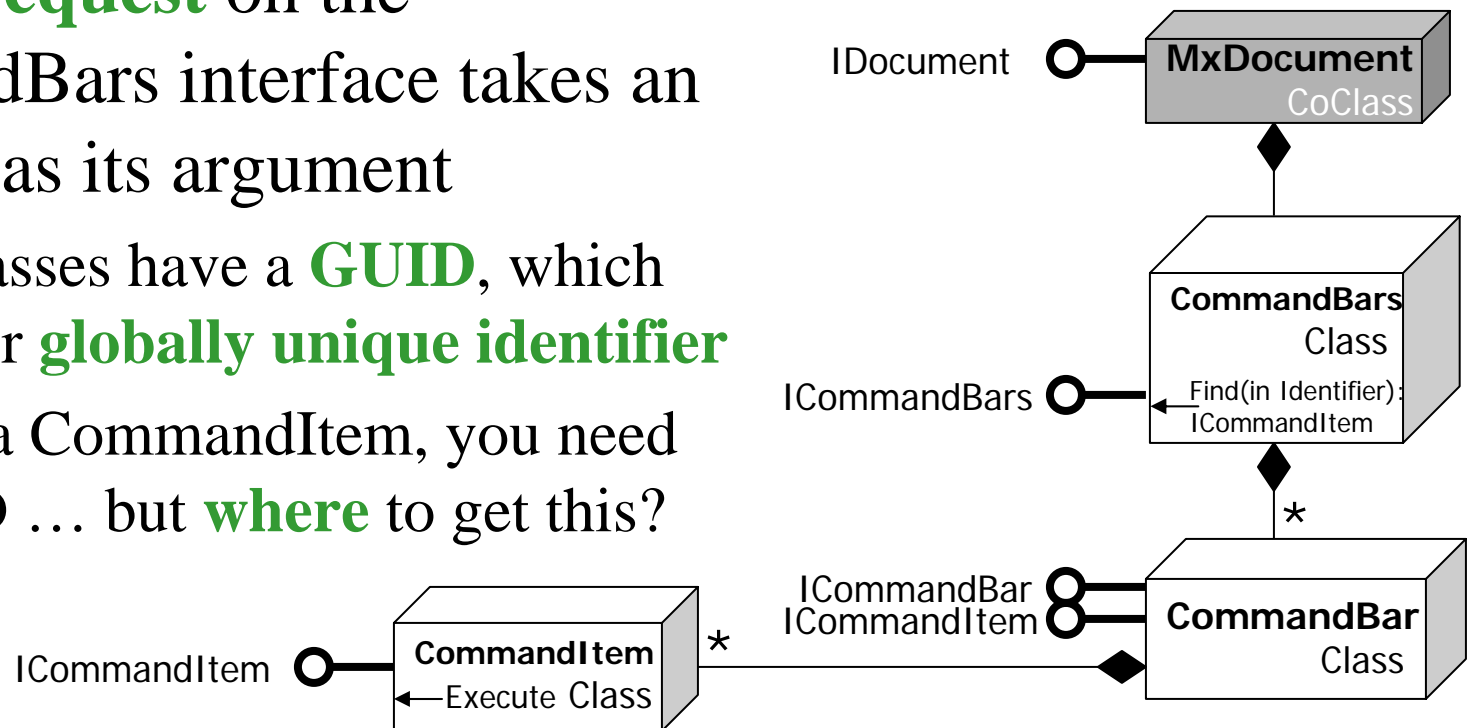 equest on the
dBars interface takes an
as its argument
asses have a GUID, which
r globally unique identifier
a CommandItem, you need
… but where to get this?
IDocument
MxDocument
CoClass
CommandBars
Class
ICommandBars
Find(in Identifier):
ICommandItem
*
ICommandBar
ICommandItem
CommandBar
Class
*
ICommandItem
CommandItem
Execute Class